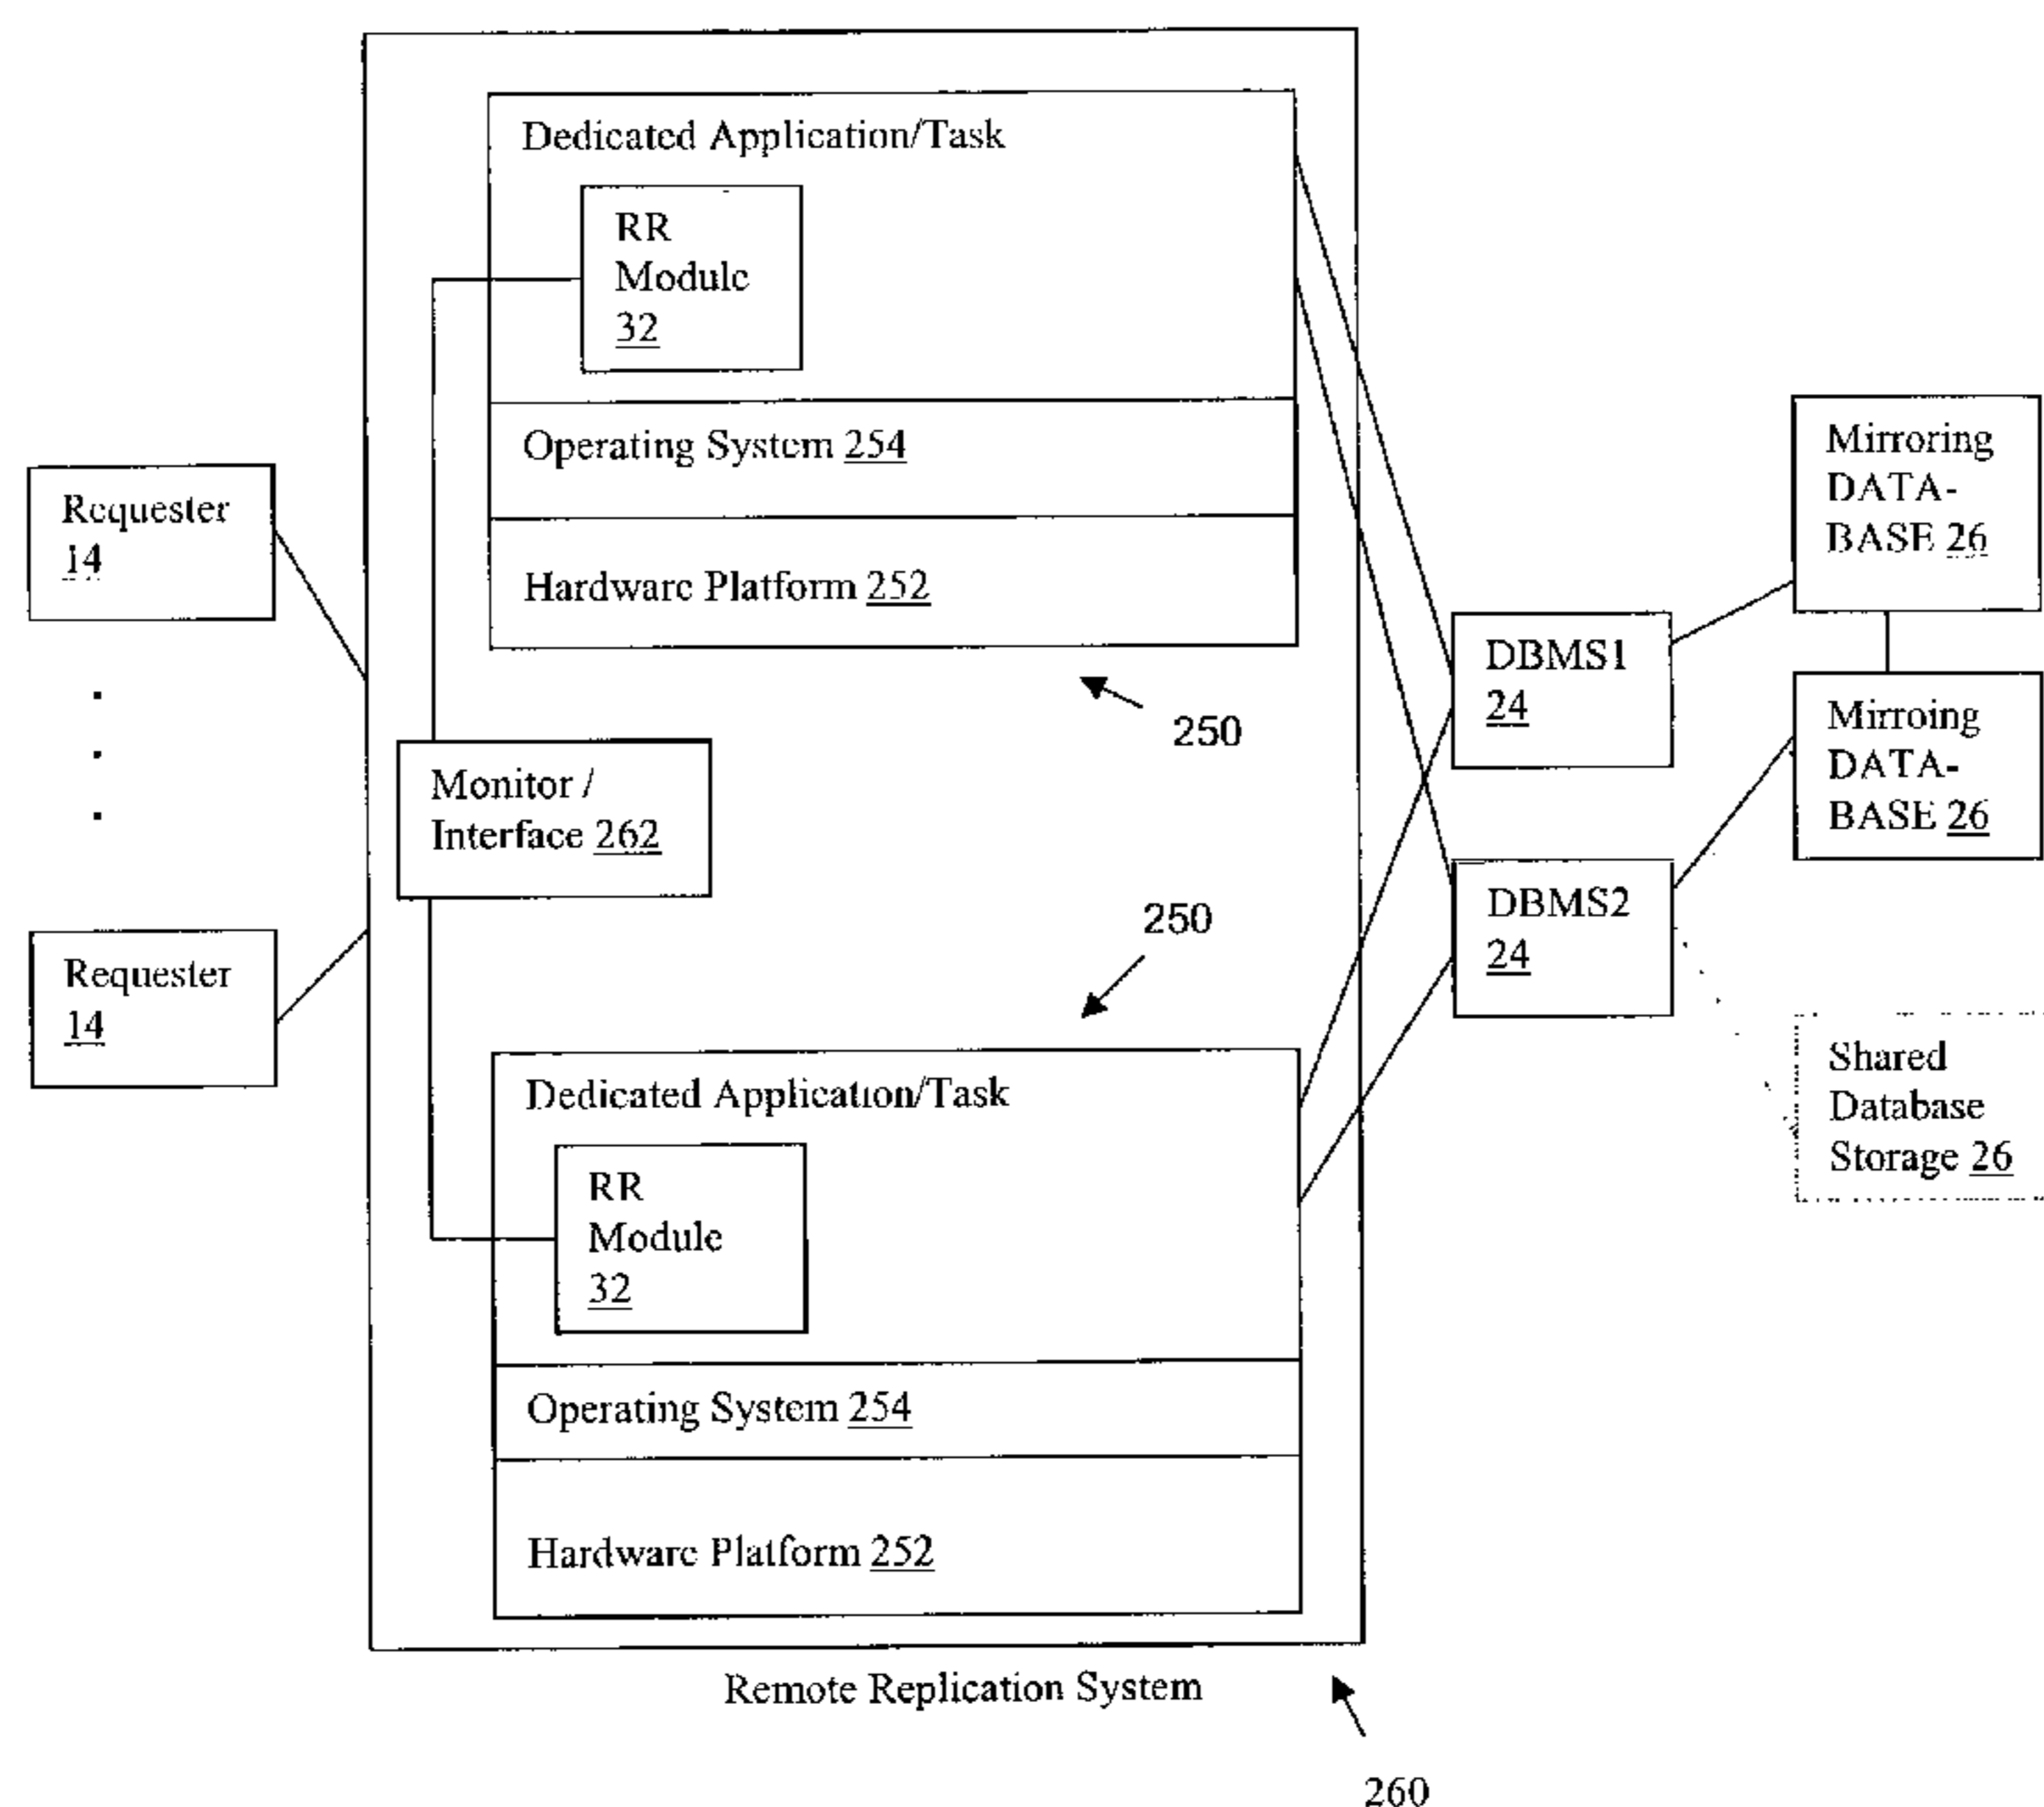 Dedicated Application/Task
RR
Module
32
Operating System 254
Hardware Platform 252
250
Requester
14
Requester
14
Monitor /
Interface 262
250
Dedicated Application/Task
RR
Module
32
Operating System 254
Hardware Platform 252
DBMS1
24
DBMS2
24
Mirroring
DATA-
BASE 26
Mirroing
DATA-
BASE 26
Shared
Database
Storage 26
Remote Replication System
260